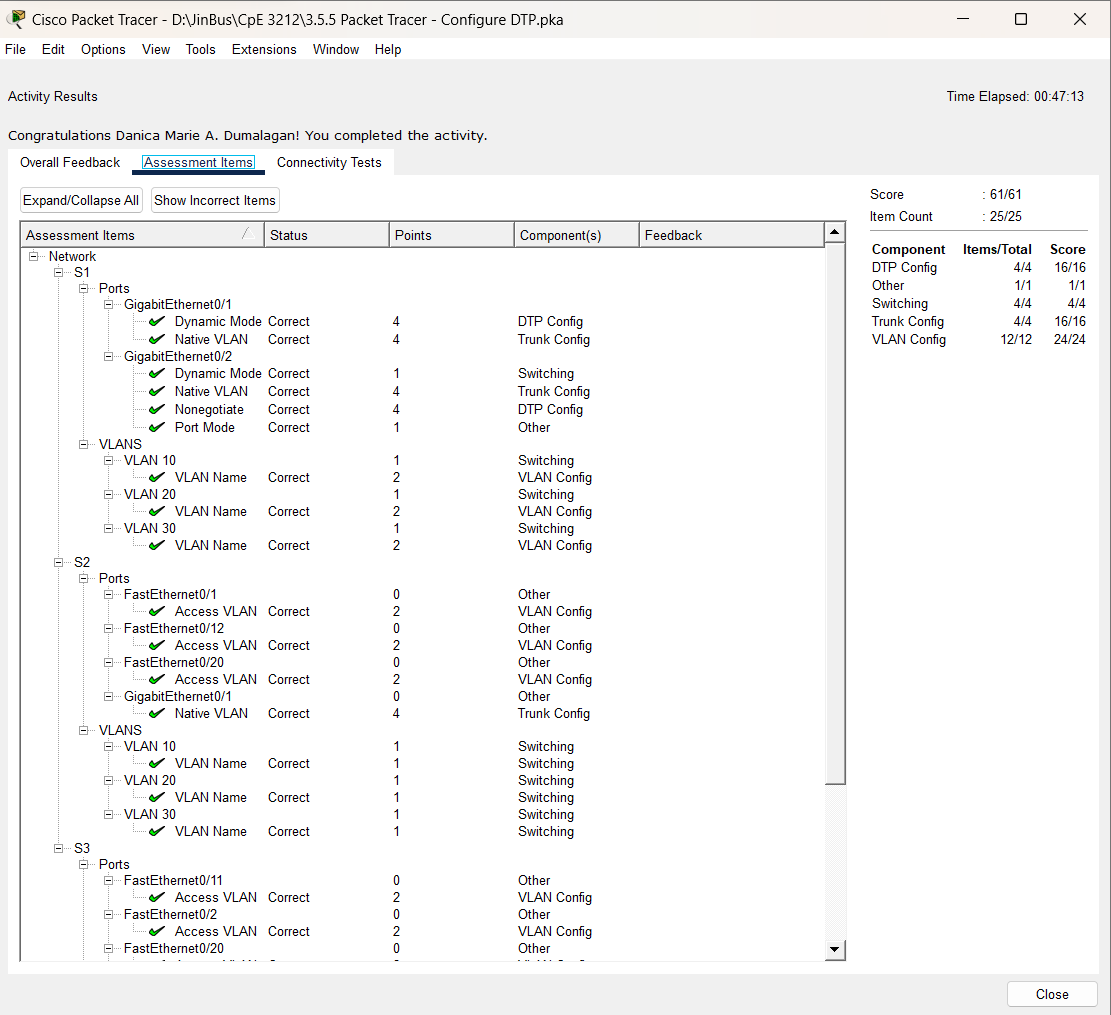 Cisco Packet Tracer - D:\JinBus\CpE 3212\3.5.5 Packet Tracer - Configure DTP.pka
File Edit Options View Tools Extensions Window Help
Activity Results
Time Elapsed: 00:47:13
Congratulations Danica Marie A. Dumalagan! You completed the activity.
Overall Feedback Assessment Items Connectivity Tests
Expand/Collapse All Show Incorrect Items
Assessment Items Status Points Component(s) Feedback
Network
S1
Ports
GigabitEthernet0/1
Dynamic Mode Correct 4 DTP Config
Native VLAN Correct 4 Trunk Config
GigabitEthernet0/2
Dynamic Mode Correct 1 Switching
Native VLAN Correct 4 Trunk Config
Nonegotiate Correct 4 DTP Config
Port Mode Correct 1 Other
VLANS
VLAN 10 1 Switching
VLAN Name Correct 2 VLAN Config
VLAN 20 1 Switching
VLAN Name Correct 2 VLAN Config
VLAN 30 1 Switching
VLAN Name Correct 2 VLAN Config
S2
Ports
FastEthernet0/1 0 Other
Access VLAN Correct 2 VLAN Config
FastEthernet0/12 0 Other
Access VLAN Correct 2 VLAN Config
FastEthernet0/20 0 Other
Access VLAN Correct 2 VLAN Config
GigabitEthernet0/1 0 Other
Native VLAN Correct 4 Trunk Config
VLANS
VLAN 10 1 Switching
VLAN Name Correct 1 Switching
VLAN 20 1 Switching
VLAN Name Correct 1 Switching
VLAN 30 1 Switching
VLAN Name Correct 1 Switching
S3
Ports
FastEthernet0/11 0 Other
Access VLAN Correct 2 VLAN Config
FastEthernet0/2 0 Other
Access VLAN Correct 2 VLAN Config
FastEthernet0/20 0 Other
Score : 61/61
Item Count : 25/25
Component Items/Total Score
DTP Config 4/4 16/16
Other 1/1 1/1
Switching 4/4 4/4
Trunk Config 4/4 16/16
VLAN Config 12/12 24/24
Close